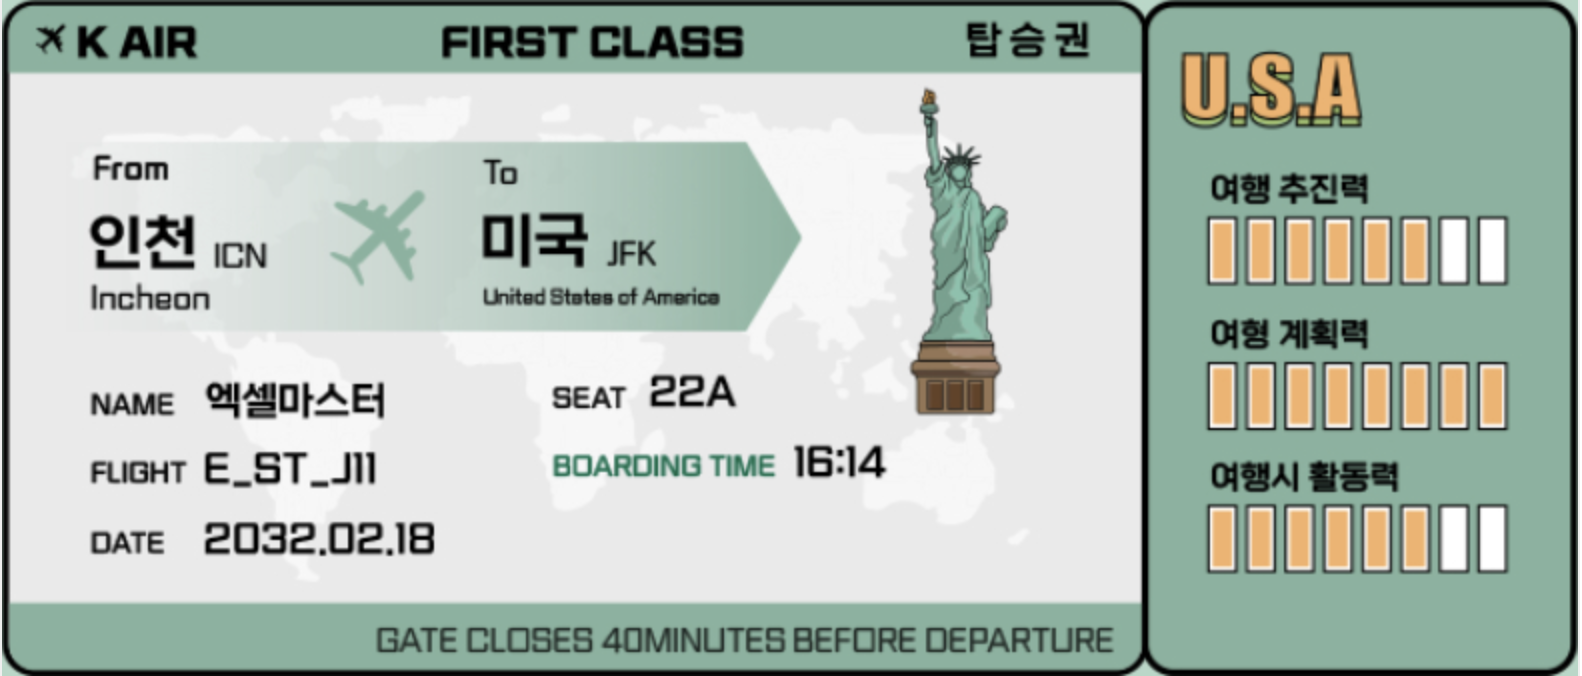 K AIR FIRST CLASS 탑승권
From
인천 ICN
Incheon
To
미국 JFK
United States of America
NAME 엑셀마스터
SEAT 22A
FLIGHT E_ST_J11
BOARDING TIME 16:14
DATE 2032.02.18
GATE CLOSES 40MINUTES BEFORE DEPARTURE
U.S.A
여행 추진력
여형 계획력
여행시 활동력